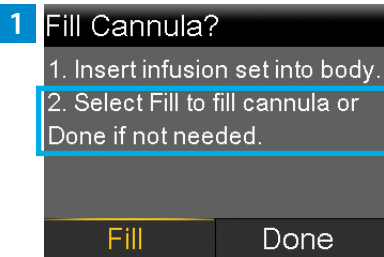 1
Fill Cannula?
1. Insert infusion set into body.
2. Select Fill to fill cannula or
Done if not needed.
Fill Done